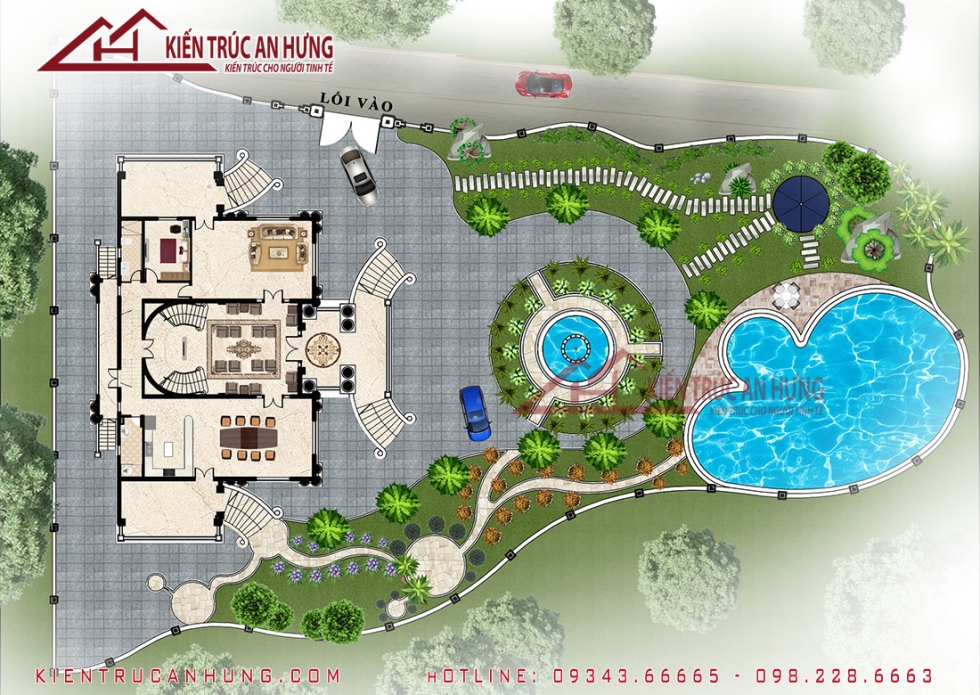 KIẾN TRÚC AN HƯNG
KIẾN TRÚC CHO NGƯỜI TINH TẾ
LỐI VÀO
KIẾN TRÚC AN HƯNG
KIẾN TRÚC CHO NGƯỜI TINH TẾ
KIENTRUCANHUNG.COM HOTLINE: 09343.66665 - 098.228.6663